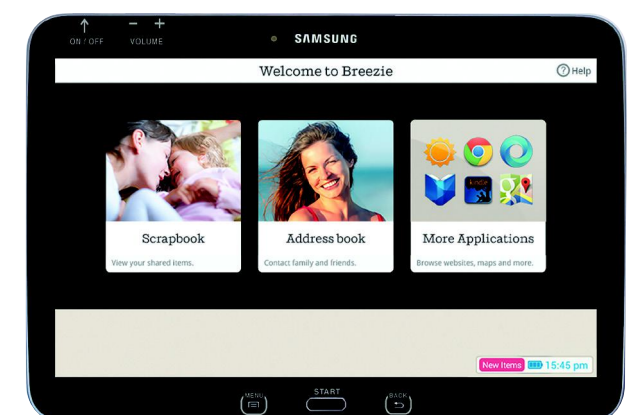 ON / OFF
VOLUME
SAMSUNG
Welcome to Breezie
? Help
Scrapbook
View your shared items.
Address book
Contact family and friends.
More Applications
Browse websites, maps and more.
kindle
New Items 15:45 pm
MENU
START
BACK